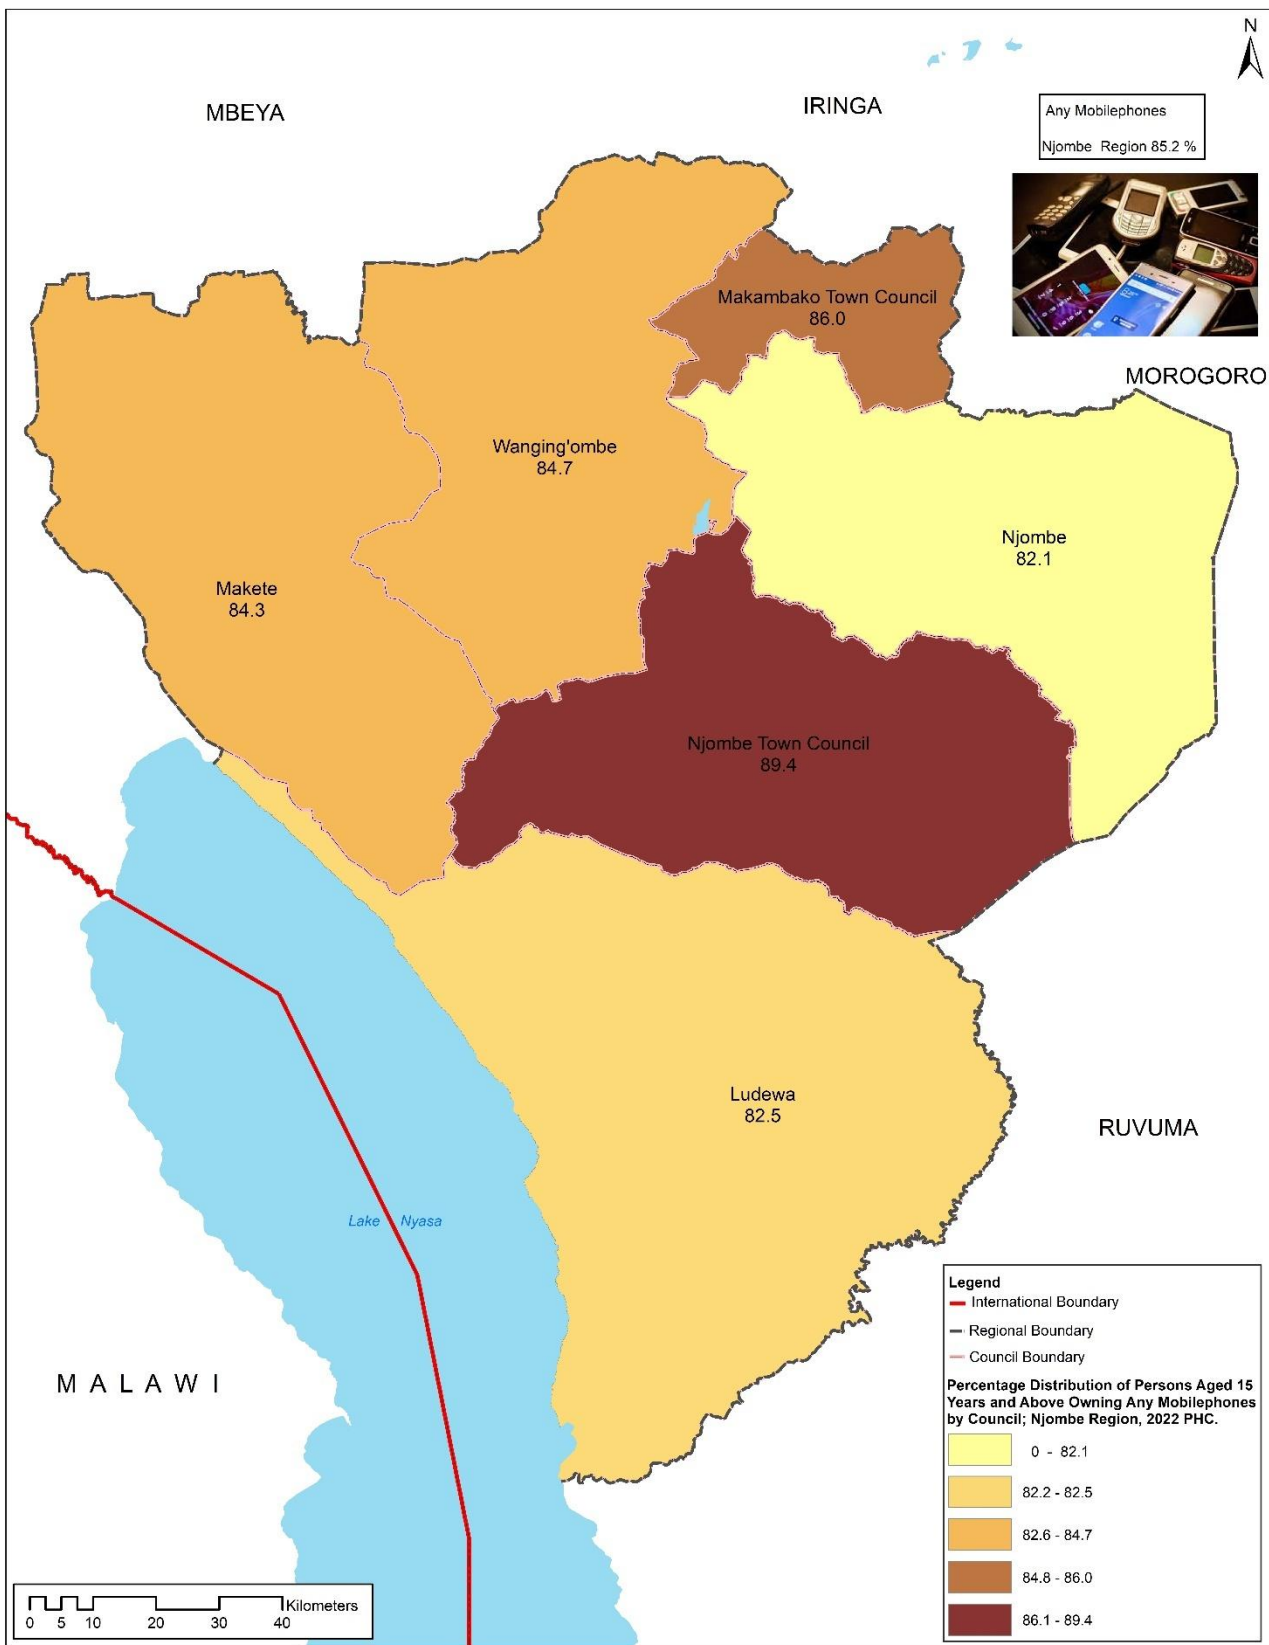 N
MBEYA
IRINGA
Any Mobilephones
Njombe Region 85.2 %
Makambako Town Council
86.0
MOROGORO
Wanging'ombe
84.7
Njombe
82.1
Makete
84.3
Njombe Town Council
89.4
Ludewa
82.5
RUVUMA
Lake Nyasa
MALAWI
Legend
International Boundary
Regional Boundary
Council Boundary
Percentage Distribution of Persons Aged 15
Years and Above Owning Any Mobilephones
by Council; Njombe Region, 2022 PHC.
0 - 82.1
82.2 - 82.5
82.6 - 84.7
84.8 - 86.0
86.1 - 89.4
Kilometers
0 5 10 20 30 40